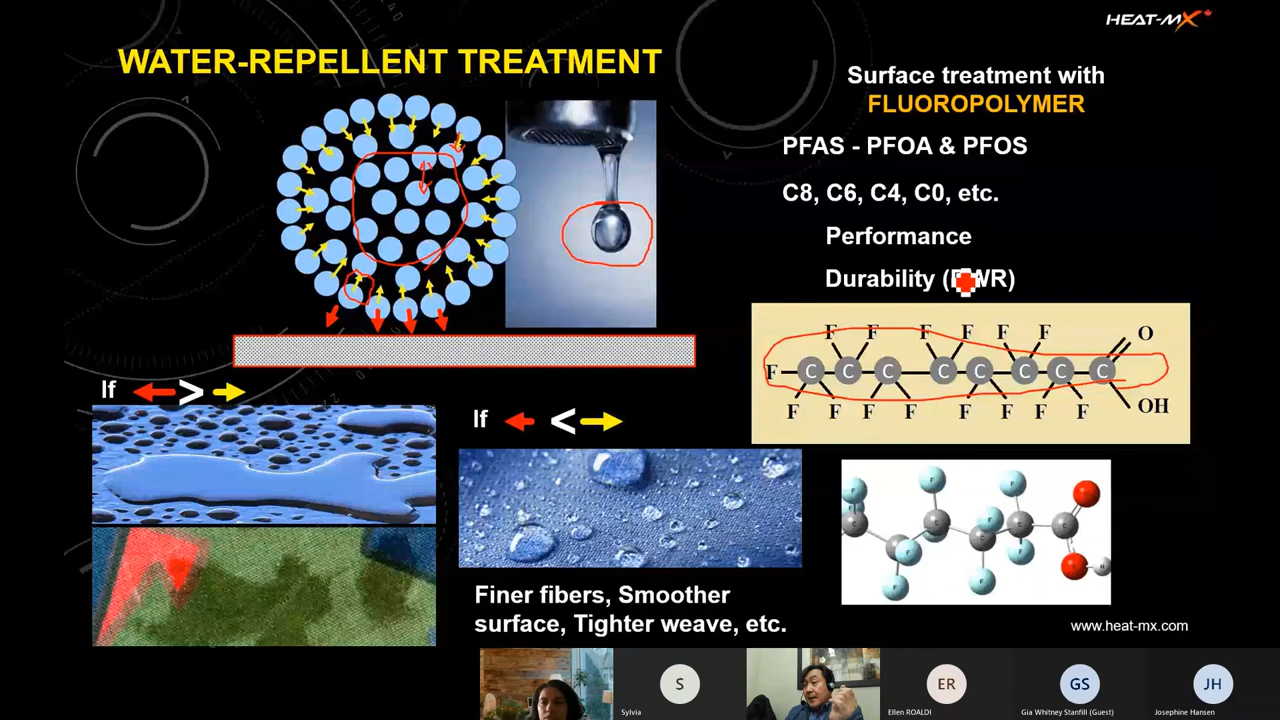 HEAT-MX
WATER-REPELLENT TREATMENT
Surface treatment with
FLUOROPOLYMER
PFAS - PFOA & PFOS
C8, C6, C4, C0, etc.
Performance
Durability (DWR)
F F F F F F O
F C C C C C C C C
F F F F F F F F OH
If >
If <
Finer fibers, Smoother
surface, Tighter weave, etc.
www.heat-mx.com
S
Sylvia
ER
Ellen ROALDI
GS
Gia Whitney Stanfill (Guest)
JH
Josephine Hansen